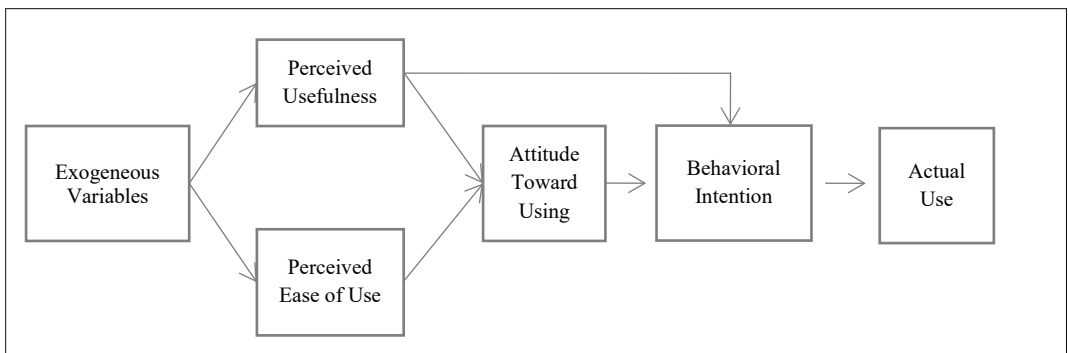 Exogeneous
Variables
Perceived
Usefulness
Perceived
Ease of Use
Attitude
Toward
Using
Behavioral
Intention
Actual
Use